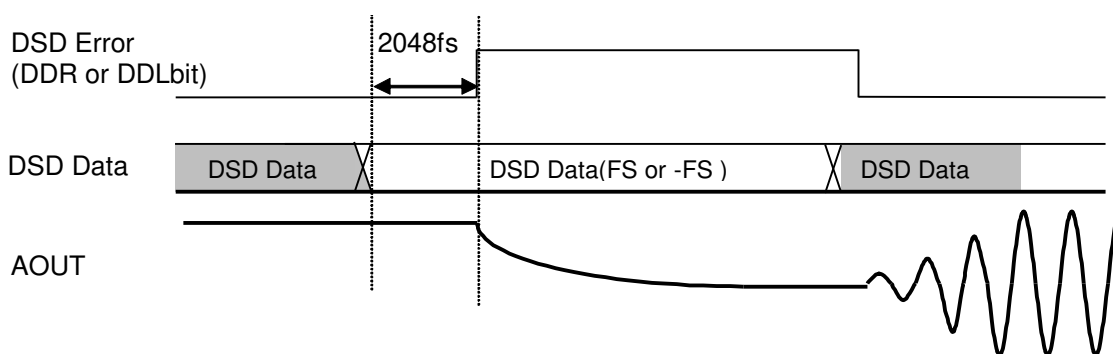 DSD Error
(DDR or DDLbit)
2048fs
DSD Data
DSD Data
DSD Data(FS or -FS )
DSD Data
AOUT